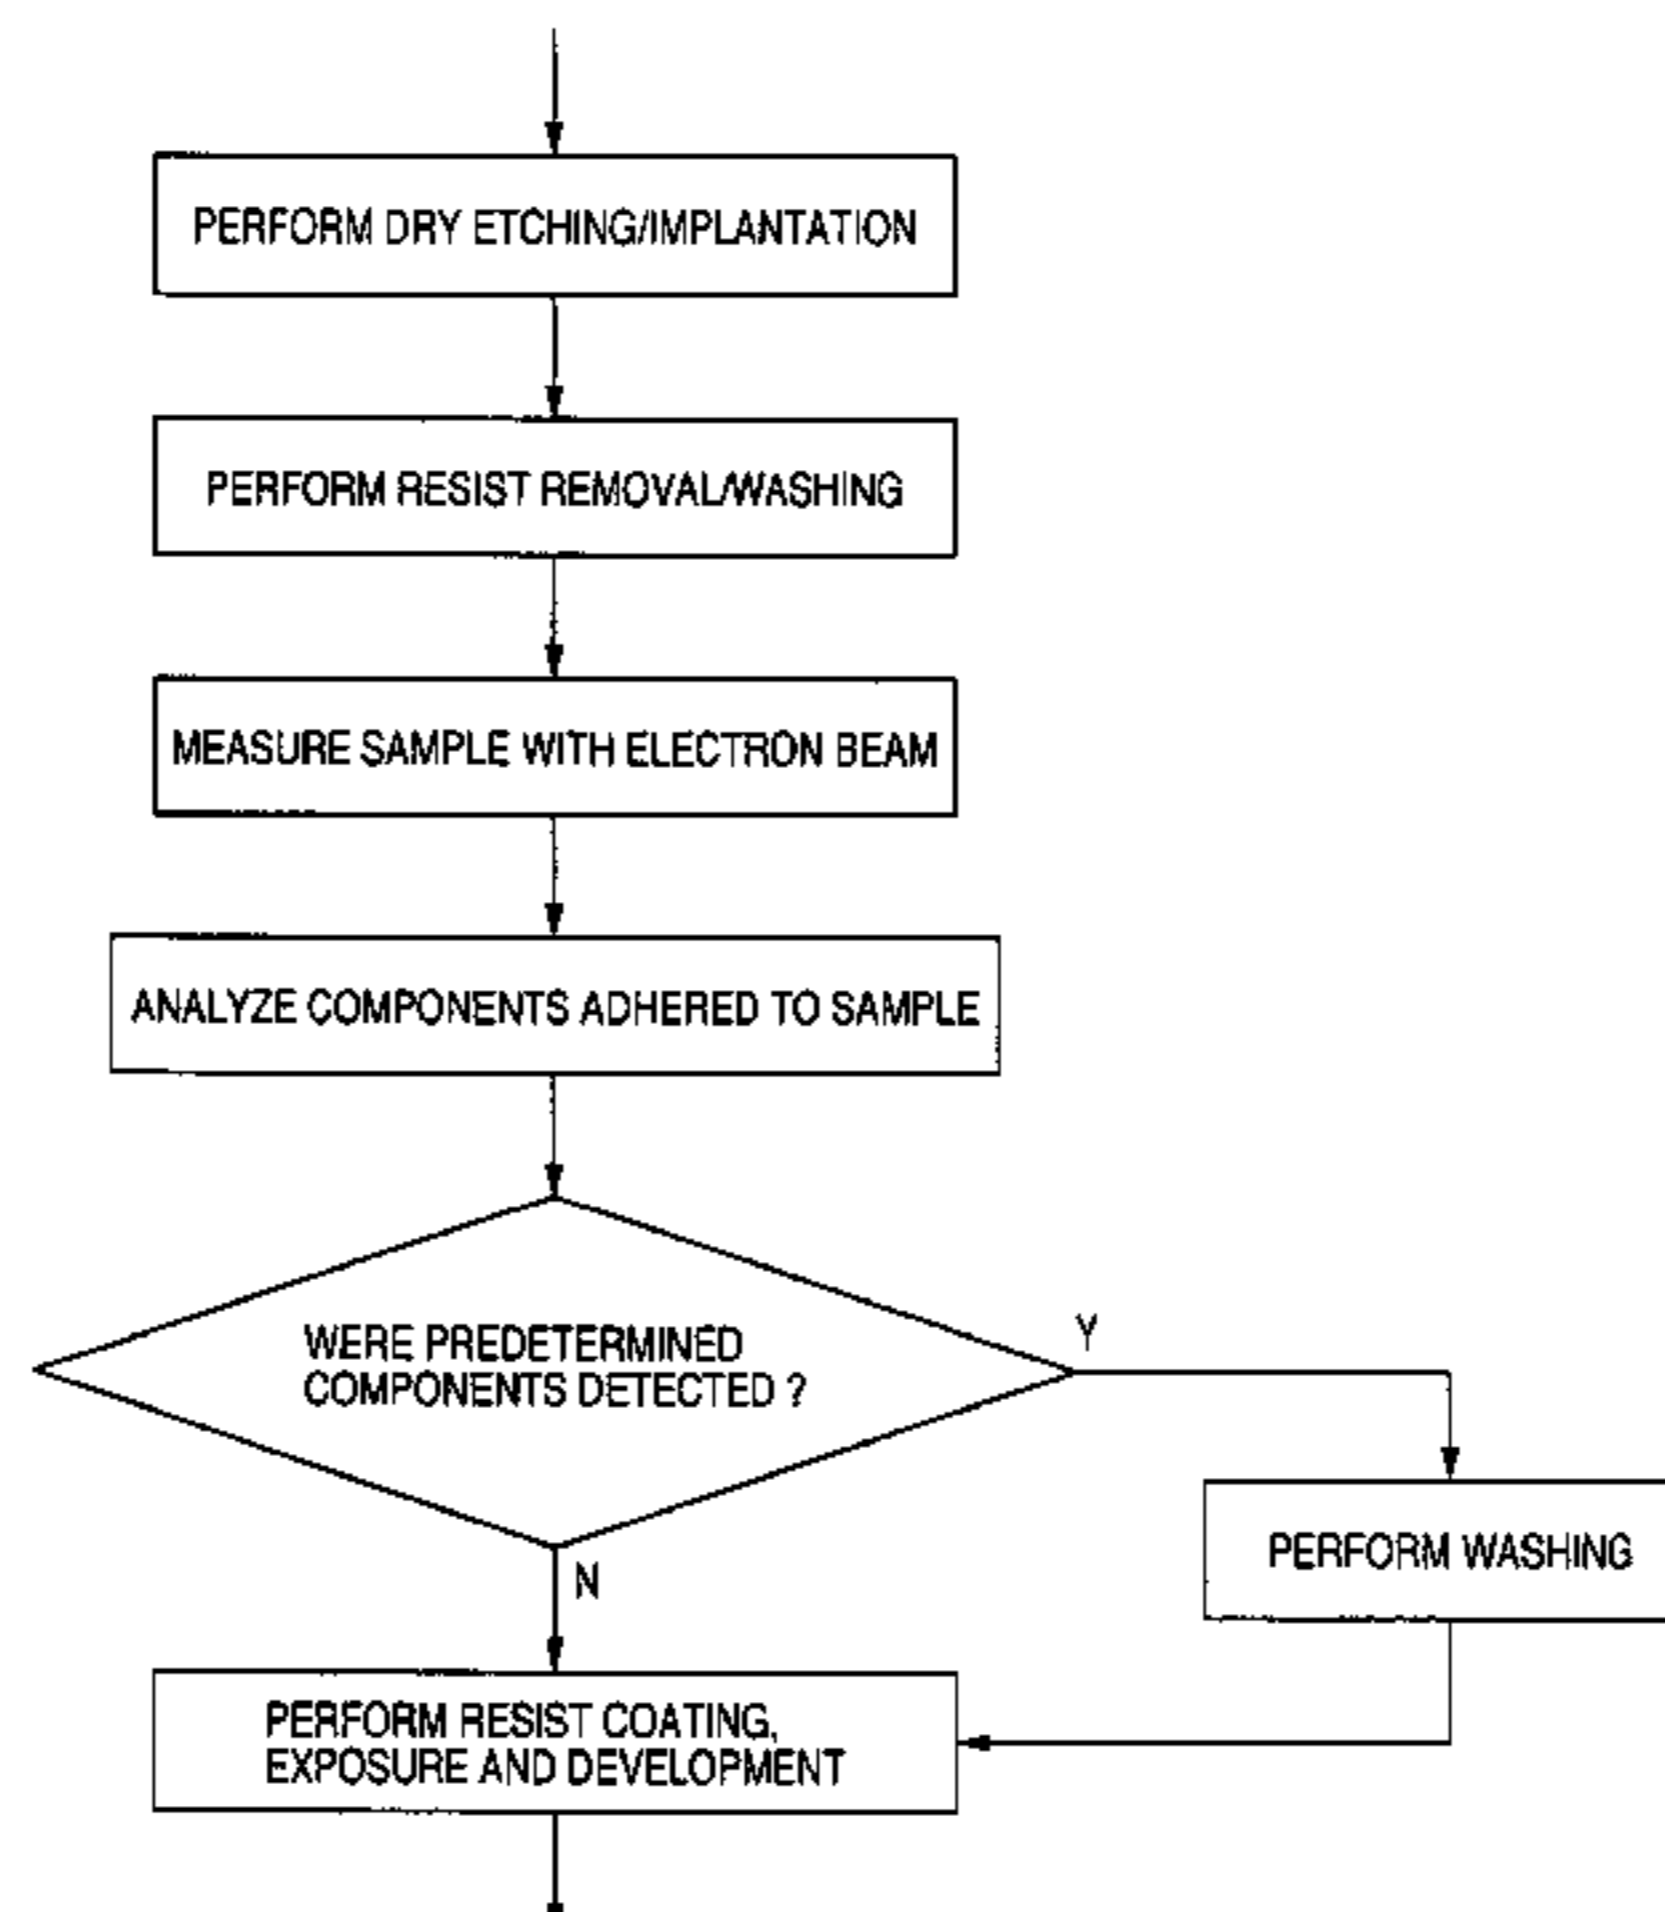 PERFORM DRY ETCHING/IMPLANTATION
PERFORM RESIST REMOVAL/WASHING
MEASURE SAMPLE WITH ELECTRON BEAM
ANALYZE COMPONENTS ADHERED TO SAMPLE
WERE PREDETERMINED
COMPONENTS DETECTED ?
Y
PERFORM WASHING
N
PERFORM RESIST COATING,
EXPOSURE AND DEVELOPMENT